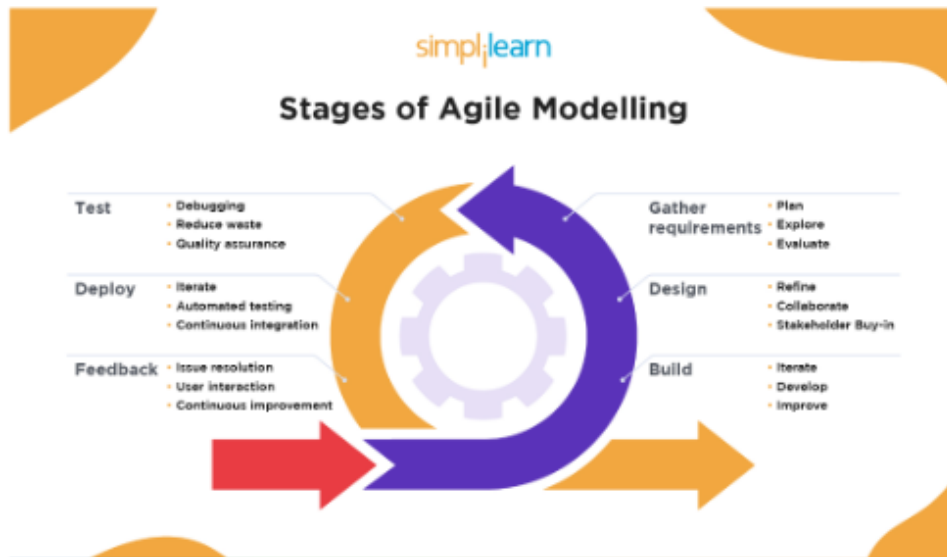 simplilearn
Stages of Agile Modelling
Test
• Debugging
• Reduce waste
• Quality assurance
Deploy
• Iterate
• Automated testing
• Continuous integration
Feedback
• Issue resolution
• User interaction
• Continuous improvement
Gather
requirements
• Plan
• Explore
• Evaluate
Design
• Refine
• Collaborate
• Stakeholder Buy-in
Build
• Iterate
• Develop
• Improve